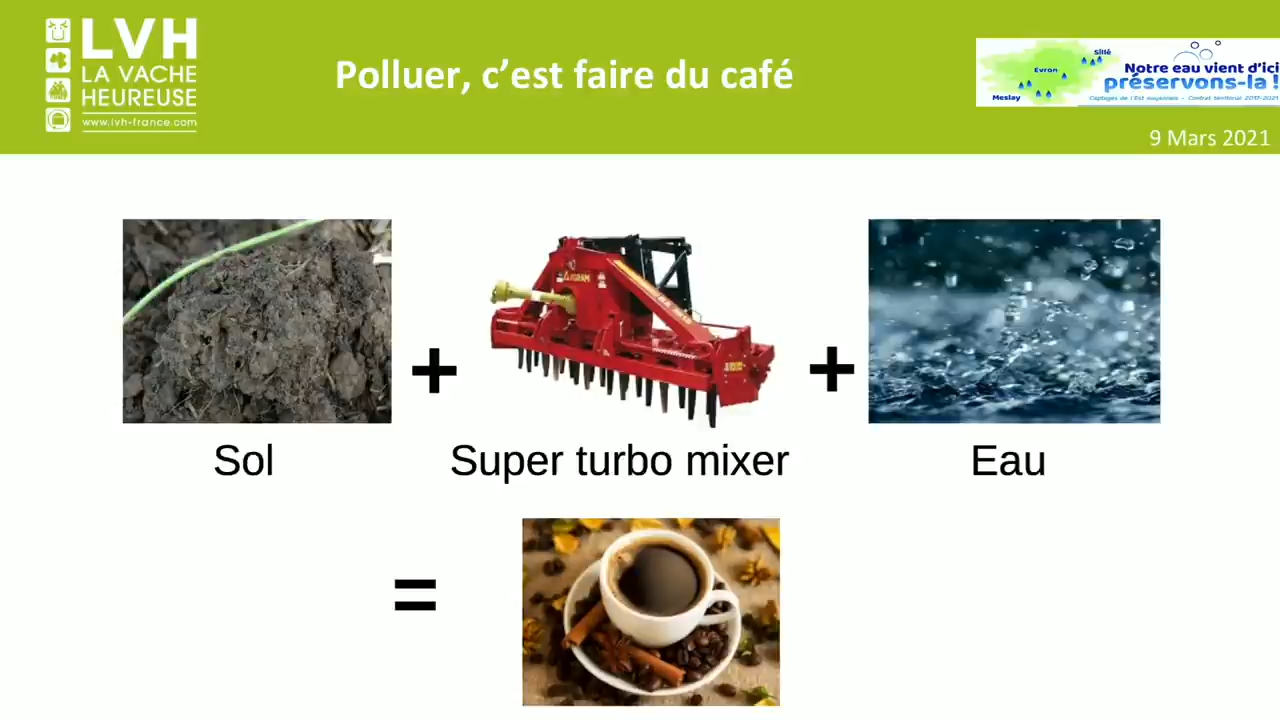 LVH
LA VACHE
HEUREUSE
www.lvh-france.com
Polluer, c’est faire du café
Sillé
Evron
Meslay
Notre eau vient d'ici
préservons-la !
Captages de l'Est mayennais - Contrat territorial 2017-2021
9 Mars 2021
+
+
Sol
Super turbo mixer
Eau
=